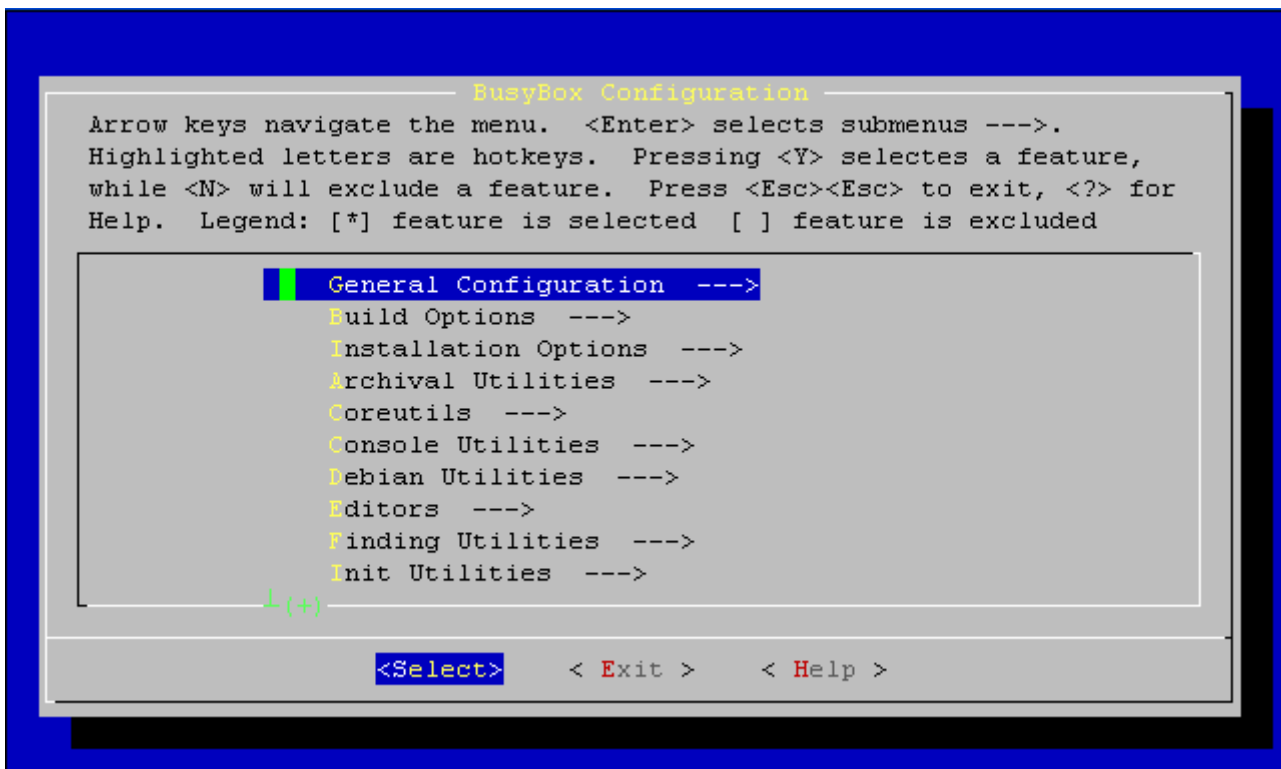 BusyBox Configuration
Arrow keys navigate the menu.  <Enter> selects submenus --->.
Highlighted letters are hotkeys.  Pressing <Y> selectes a feature,
while <N> will exclude a feature.  Press <Esc><Esc> to exit, <?> for
Help.  Legend: [*] feature is selected  [ ] feature is excluded
General Configuration  --->
Build Options  --->
Installation Options  --->
Archival Utilities  --->
Coreutils  --->
Console Utilities  --->
Debian Utilities  --->
Editors  --->
Finding Utilities  --->
Init Utilities  --->
┴(+)
<Select>    < Exit >    < Help >